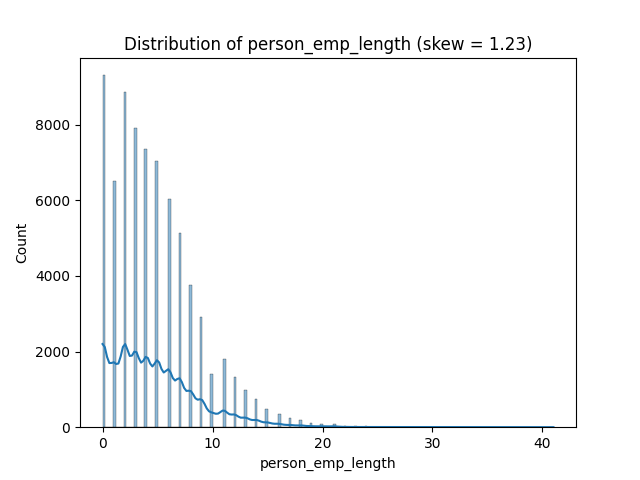 Distribution of person_emp_length (skew = 1.23)
Count
8000
6000
4000
2000
0
0 10 20 30 40
person_emp_length